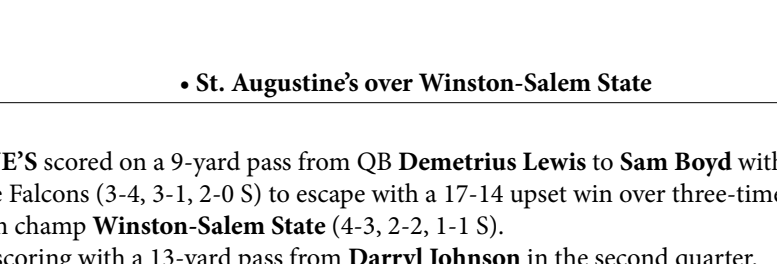 • St. Augustine's over Winston-Salem State
E'S scored on a 9-yard pass from QB Demetrius Lewis to Sam Boyd with
Falcons (3-4, 3-1, 2-0 S) to escape with a 17-14 upset win over three-time
champ Winston-Salem State (4-3, 2-2, 1-1 S).
scoring with a 13-yard pass from Darryl Johnson in the second quarter.